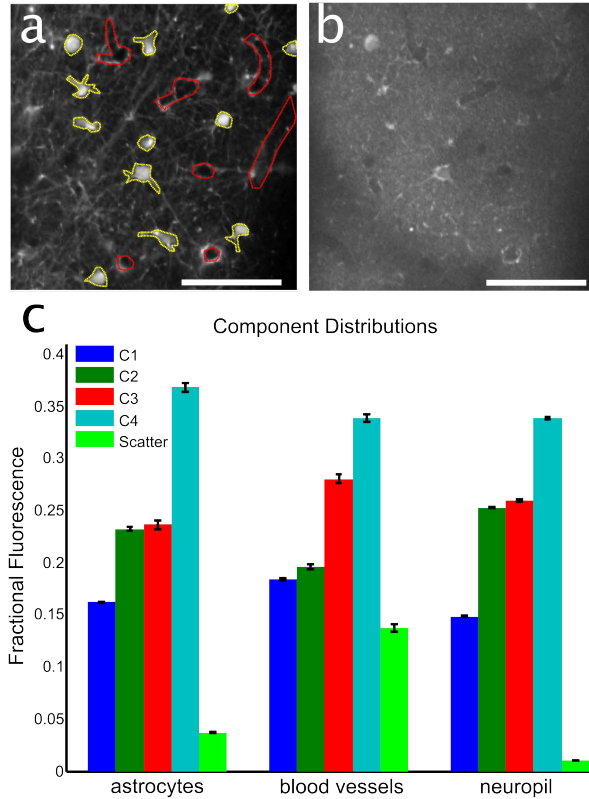 a
b
c
Component Distributions
C1
C2
C3
C4
Scatter
Fractional Fluorescence
0.4
0.35
0.3
0.25
0.2
0.15
0.1
0.05
0
astrocytes
blood vessels
neuropil